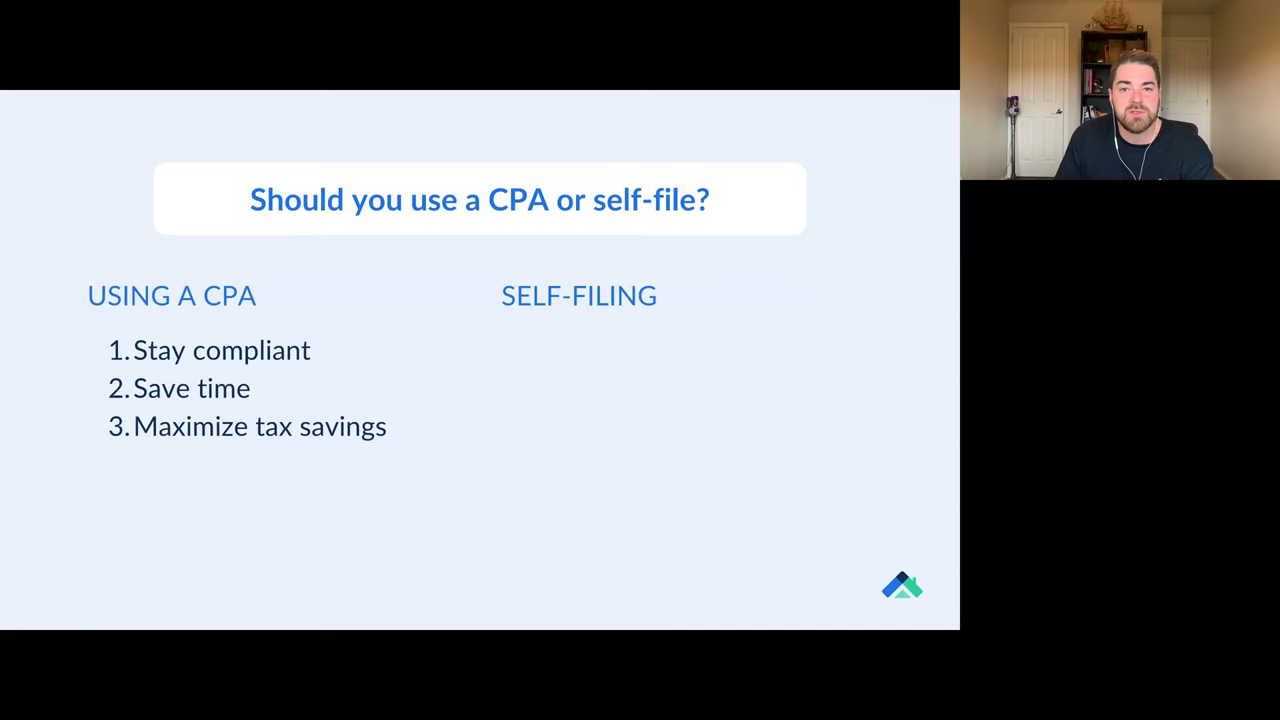 Should you use a CPA or self-file?
USING A CPA
1. Stay compliant
2. Save time
3. Maximize tax savings
SELF-FILING